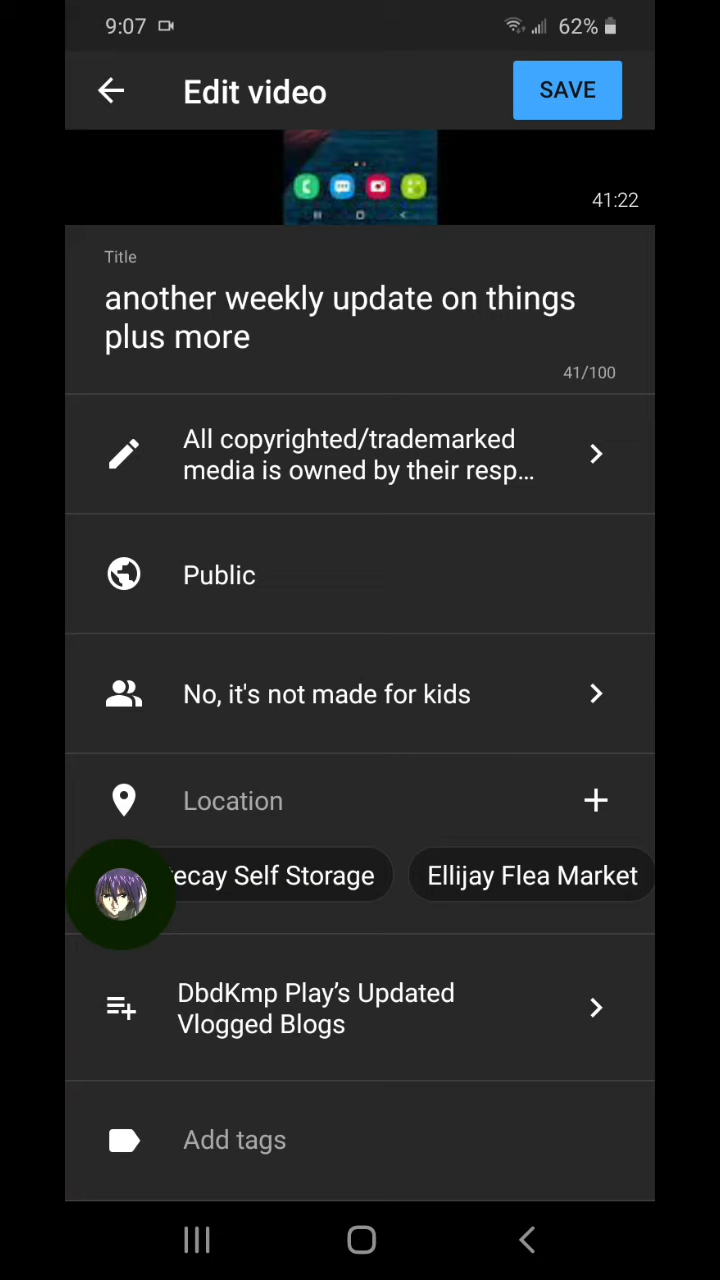 9:07
62%
Edit video
SAVE
41:22
Title
another weekly update on things
plus more
41/100
All copyrighted/trademarked
media is owned by their resp...
Public
No, it's not made for kids
Location
Self Storage
Ellijay Flea Market
DbdKmp Play’s Updated
Vlogged Blogs
Add tags